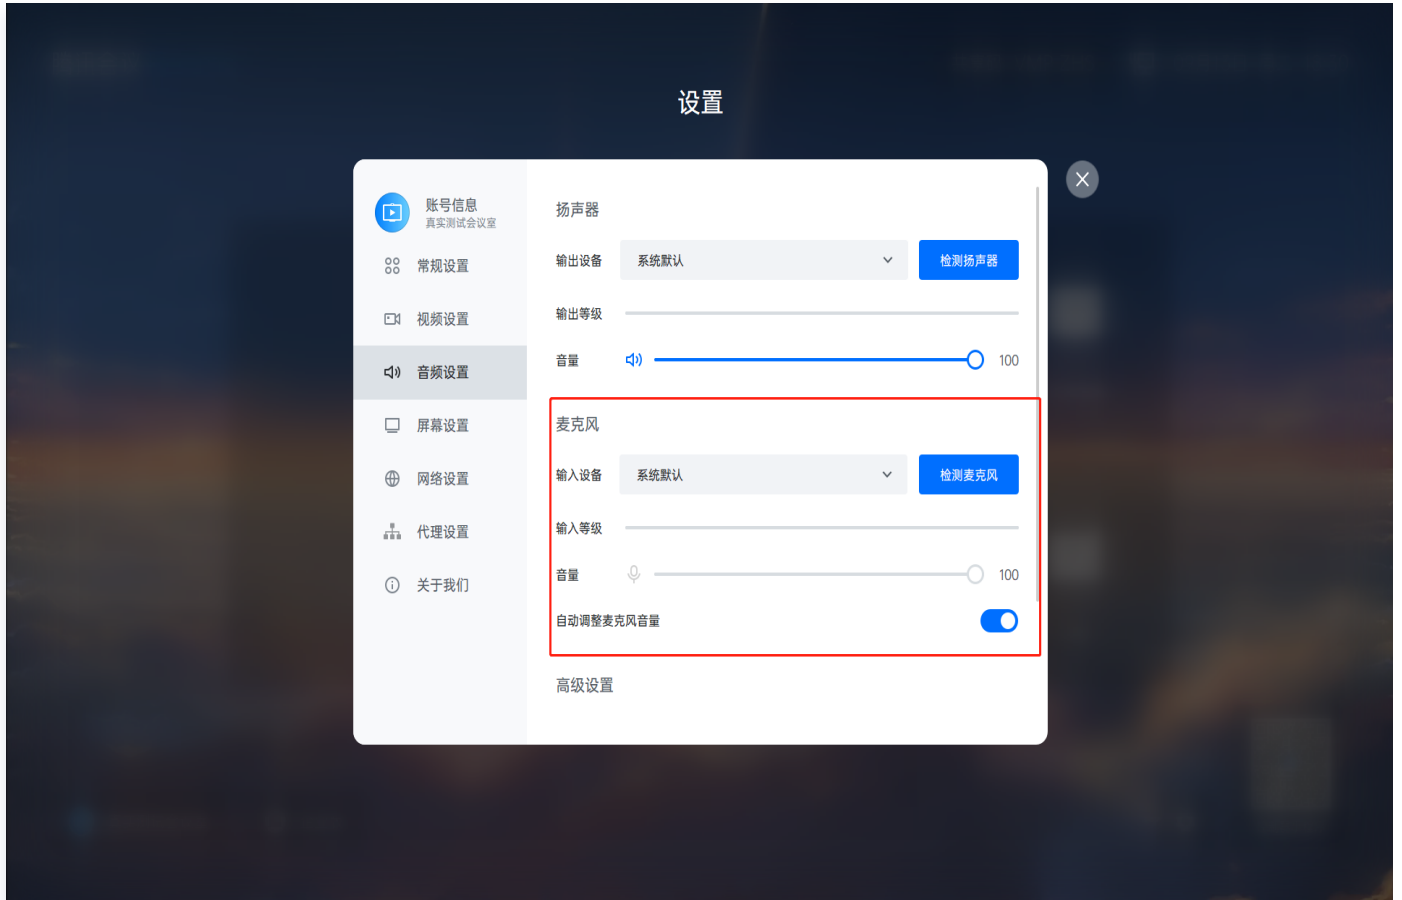 设置
账号信息
真实测试会议室
常规设置
视频设置
音频设置
屏幕设置
网络设置
代理设置
关于我们
扬声器
输出设备 系统默认 检测扬声器
输出等级
音量 100
麦克风
输入设备 系统默认 检测麦克风
输入等级
音量 100
自动调整麦克风音量
高级设置